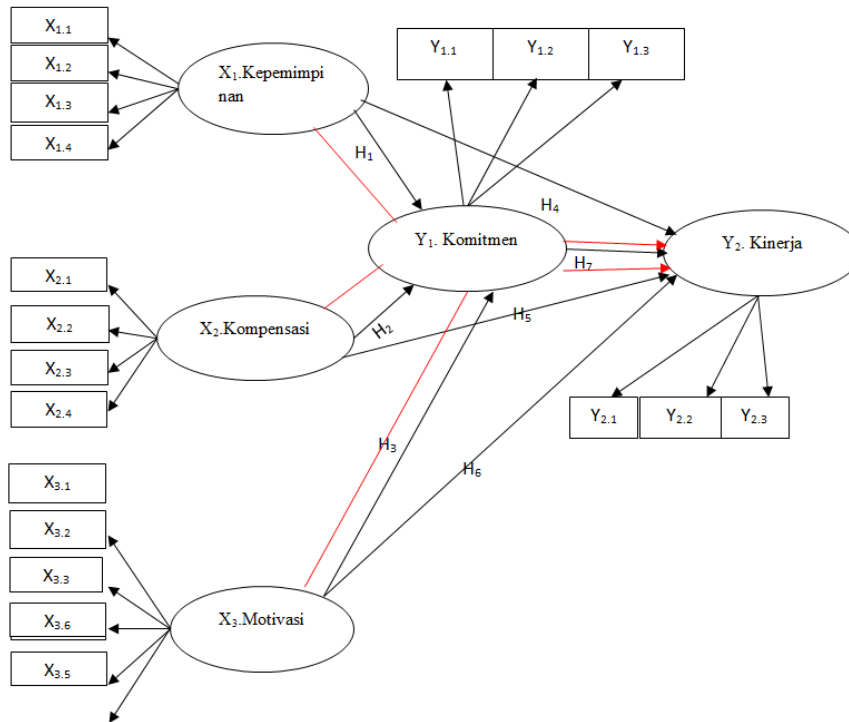 X1.1
X1.2
X1.3
X1.4
X1.Kepemimpi
nan
Y1.1 Y1.2 Y1.3
H1
H4
Y1. Komitmen
Y2. Kinerja
H7
X2.1
X2.2
X2.3
X2.4
X2.Kompensasi
H2
H5
Y2.1 Y2.2 Y2.3
H3
H6
X3.1
X3.2
X3.3
X3.6
X3.5
X3.Motivasi